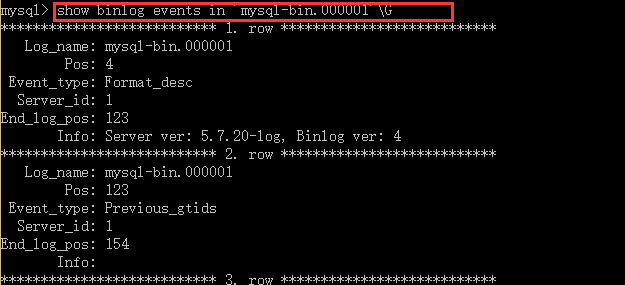 mysql> show binlog events in `mysql-bin.000001`\G
*************************** 1. row ***************************
Log_name: mysql-bin.000001
Pos: 4
Event_type: Format_desc
Server_id: 1
End_log_pos: 123
Info: Server ver: 5.7.20-log, Binlog ver: 4
*************************** 2. row ***************************
Log_name: mysql-bin.000001
Pos: 123
Event_type: Previous_gtids
Server_id: 1
End_log_pos: 154
Info:
*************************** 3. row ***************************